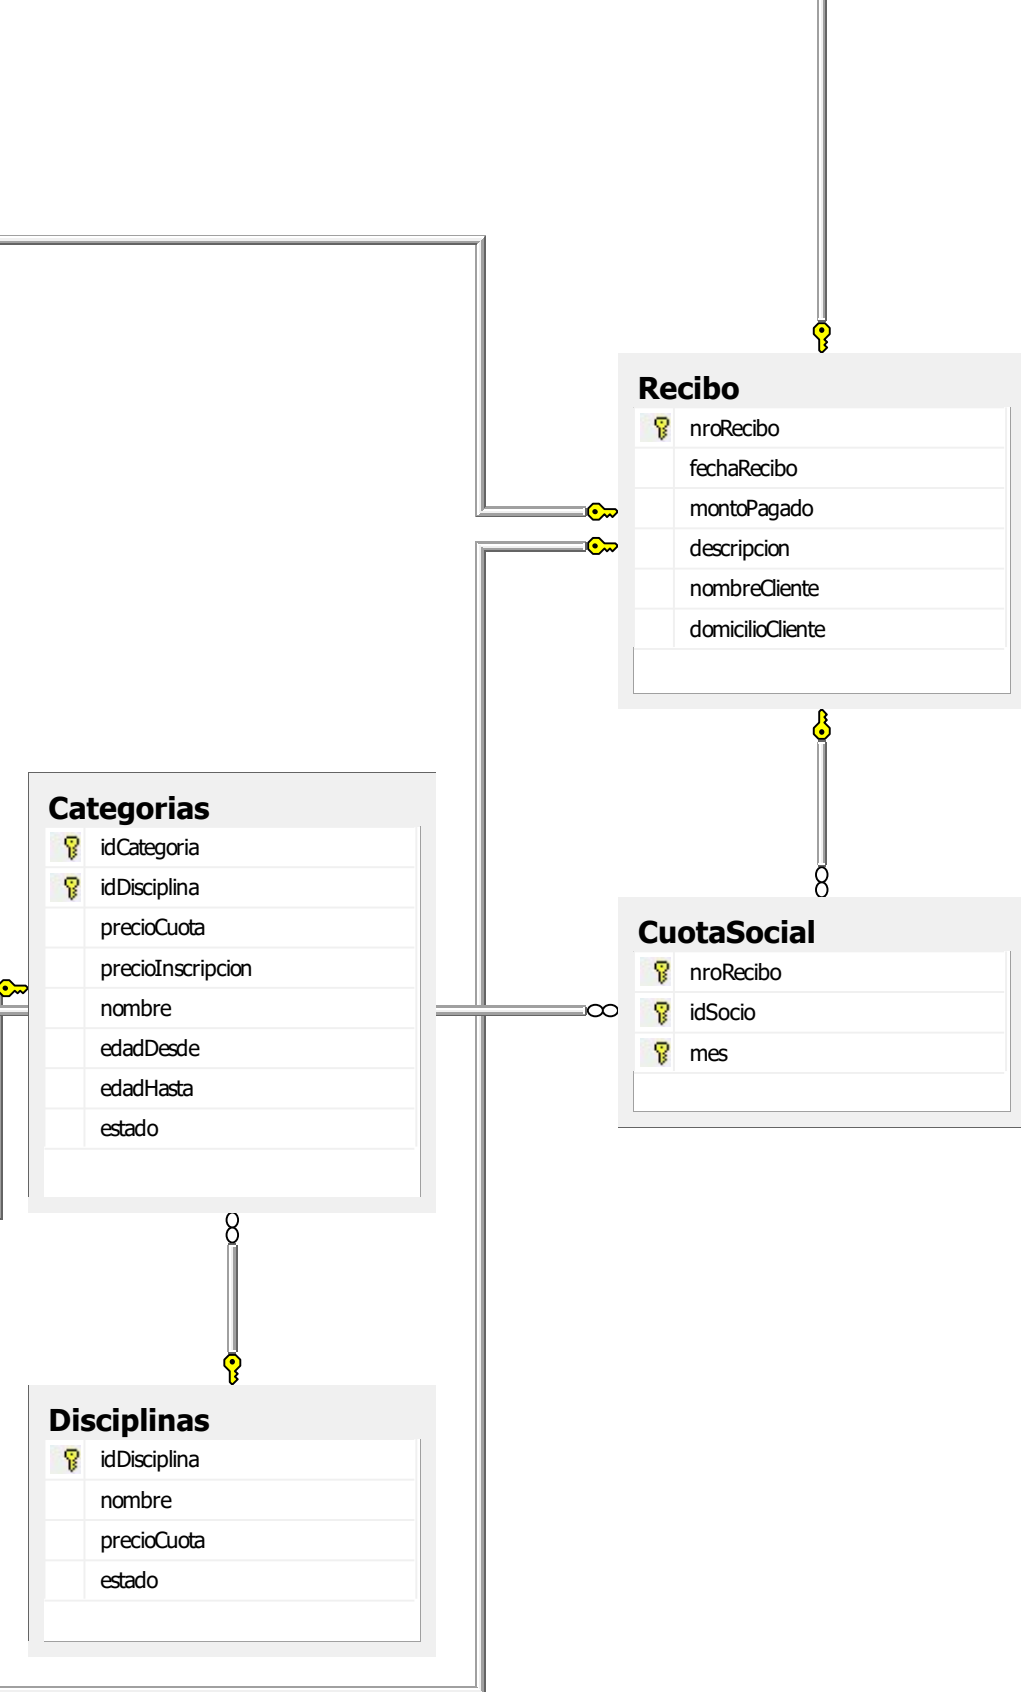 Recibo
nroRecibo
fechaRecibo
montoPagado
descripcion
nombreCliente
domicilioCliente
Categorias
idCategoria
idDisciplina
precioCuota
precioInscripcion
nombre
edadDesde
edadHasta
estado
CuotaSocial
nroRecibo
idSocio
mes
Disciplinas
idDisciplina
nombre
precioCuota
estado